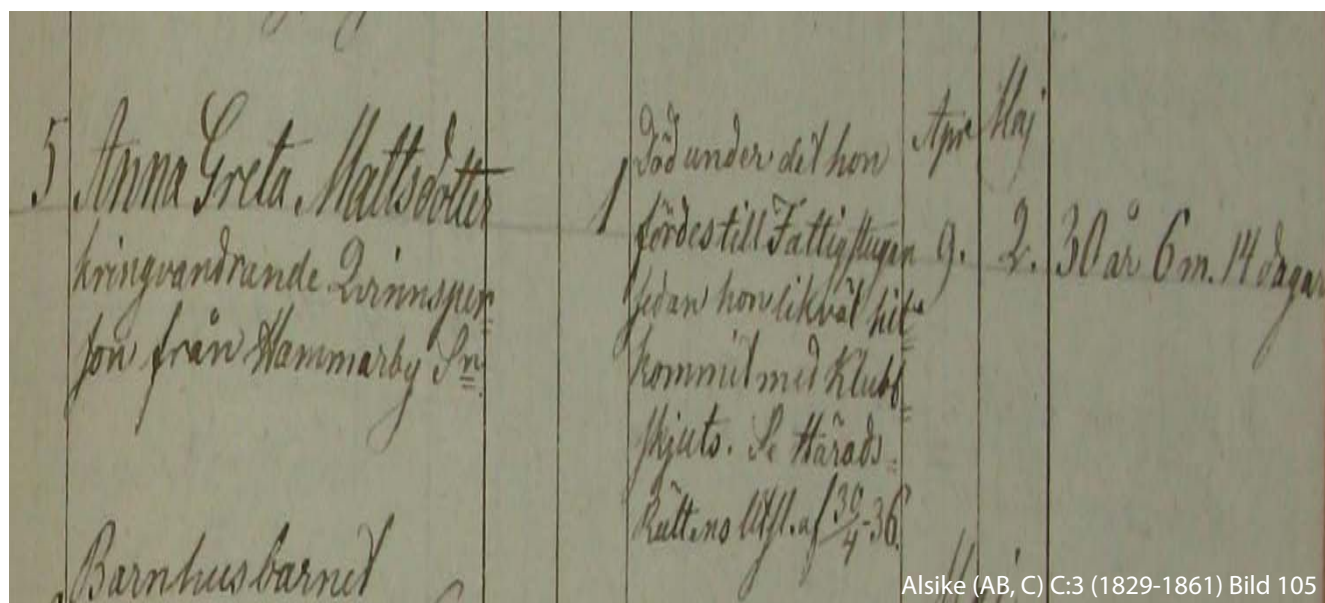 5 Anna Greta Mattsdotter
kringvandrande Qvinnsper=
son från Hammarby Sn
1
Död under det hon
fördes till Fattigstugan
sedan hon likväl hit=
kommit med Klubb=
skjuts. Se Härads=
Rättens Utsl. af 30/4-36.
Apr Maj
9. 2. 30 år 6 m. 14 dagar
Barnhusbarnet
Alsike (AB, C) C:3 (1829-1861) Bild 105